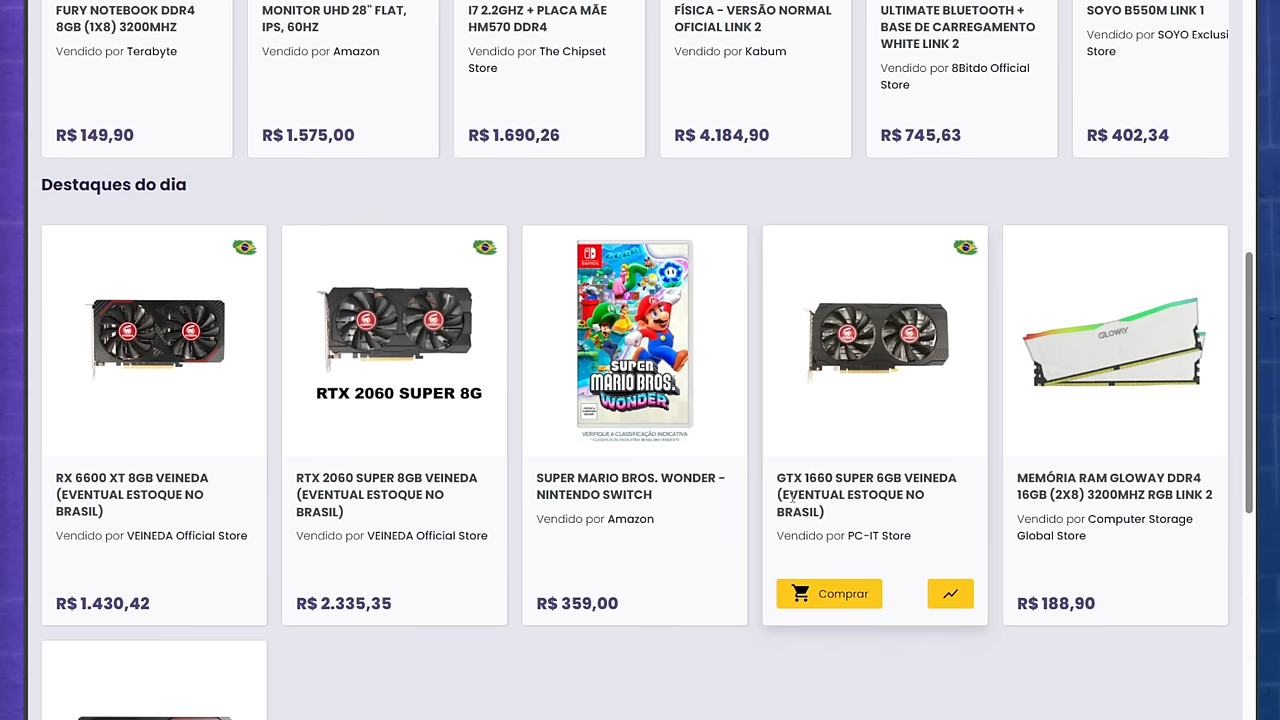 FURY NOTEBOOK DDR4
8GB (1X8) 3200MHZ
Vendido por Terabyte
R$ 149,90
MONITOR UHD 28" FLAT,
IPS, 60HZ
Vendido por Amazon
R$ 1.575,00
I7 2.2GHZ + PLACA MÃE
HM570 DDR4
Vendido por The Chipset
Store
R$ 1.690,26
FÍSICA - VERSÃO NORMAL
OFICIAL LINK 2
Vendido por Kabum
R$ 4.184,90
ULTIMATE BLUETOOTH +
BASE DE CARREGAMENTO
WHITE LINK 2
Vendido por 8Bitdo Official
Store
R$ 745,63
SOYO B550M LINK 1
Vendido por SOYO Exclusi
Store
R$ 402,34
Destaques do dia
RX 6600 XT 8GB VEINEDA
(EVENTUAL ESTOQUE NO
BRASIL)
Vendido por VEINEDA Official Store
R$ 1.430,42
RTX 2060 SUPER 8G
RTX 2060 SUPER 8GB VEINEDA
(EVENTUAL ESTOQUE NO
BRASIL)
Vendido por VEINEDA Official Store
R$ 2.335,35
SUPER
MARIO BROS.
WONDER
VERIFIQUE A CLASSIFICAÇÃO INDICATIVA
SUPER MARIO BROS. WONDER -
NINTENDO SWITCH
Vendido por Amazon
R$ 359,00
GTX 1660 SUPER 6GB VEINEDA
(EVENTUAL ESTOQUE NO
BRASIL)
Vendido por PC-IT Store
Comprar
GLOWAY
MEMÓRIA RAM GLOWAY DDR4
16GB (2X8) 3200MHZ RGB LINK 2
Vendido por Computer Storage
Global Store
R$ 188,90